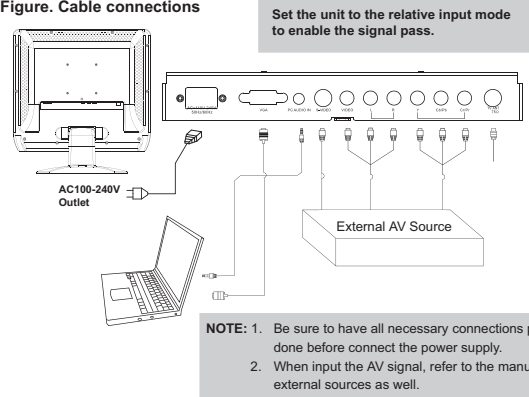 Figure. Cable connections
Set the unit to the relative input mode
to enable the signal pass.
50Hz/60Hz
VGA
PC AUDIO IN
S-VIDEO
VIDEO
L
R
Y
Cb/Pb
Cr/Pr
75Ω
AC100-240V
Outlet
External AV Source
NOTE: 1. Be sure to have all necessary connections p
done before connect the power supply.
2. When input the AV signal, refer to the manu
external sources as well.